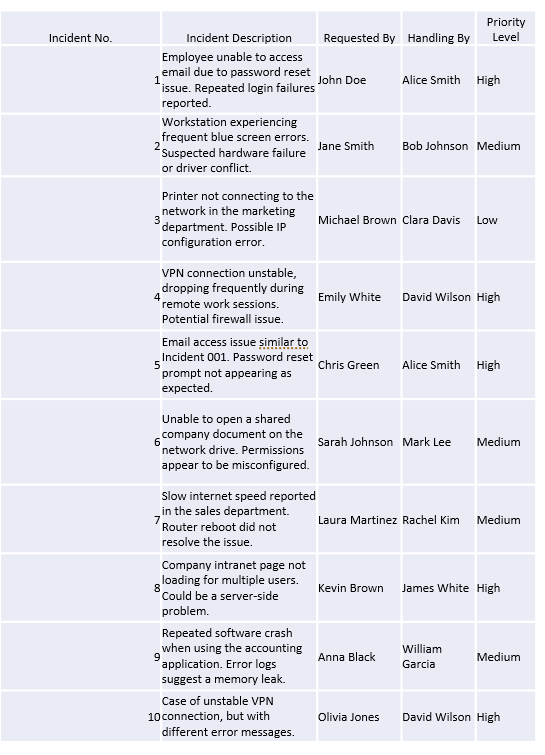 Incident No. Incident Description Requested By Handling By Priority Level
1 Employee unable to access
email due to password reset
issue. Repeated login failures
reported. John Doe Alice Smith High
2 Workstation experiencing
frequent blue screen errors.
Suspected hardware failure
or driver conflict. Jane Smith Bob Johnson Medium
3 Printer not connecting to the
network in the marketing
department. Possible IP
configuration error. Michael Brown Clara Davis Low
4 VPN connection unstable,
dropping frequently during
remote work sessions.
Potential firewall issue. Emily White David Wilson High
5 Email access issue similar to
Incident 001. Password reset
prompt not appearing as
expected. Chris Green Alice Smith High
6 Unable to open a shared
company document on the
network drive. Permissions
appear to be misconfigured. Sarah Johnson Mark Lee Medium
7 Slow internet speed reported
in the sales department.
Router reboot did not
resolve the issue. Laura Martinez Rachel Kim Medium
8 Company intranet page not
loading for multiple users.
Could be a server-side
problem. Kevin Brown James White High
9 Repeated software crash
when using the accounting
application. Error logs
suggest a memory leak. Anna Black William Garcia Medium
10 Case of unstable VPN
connection, but with
different error messages. Olivia Jones David Wilson High